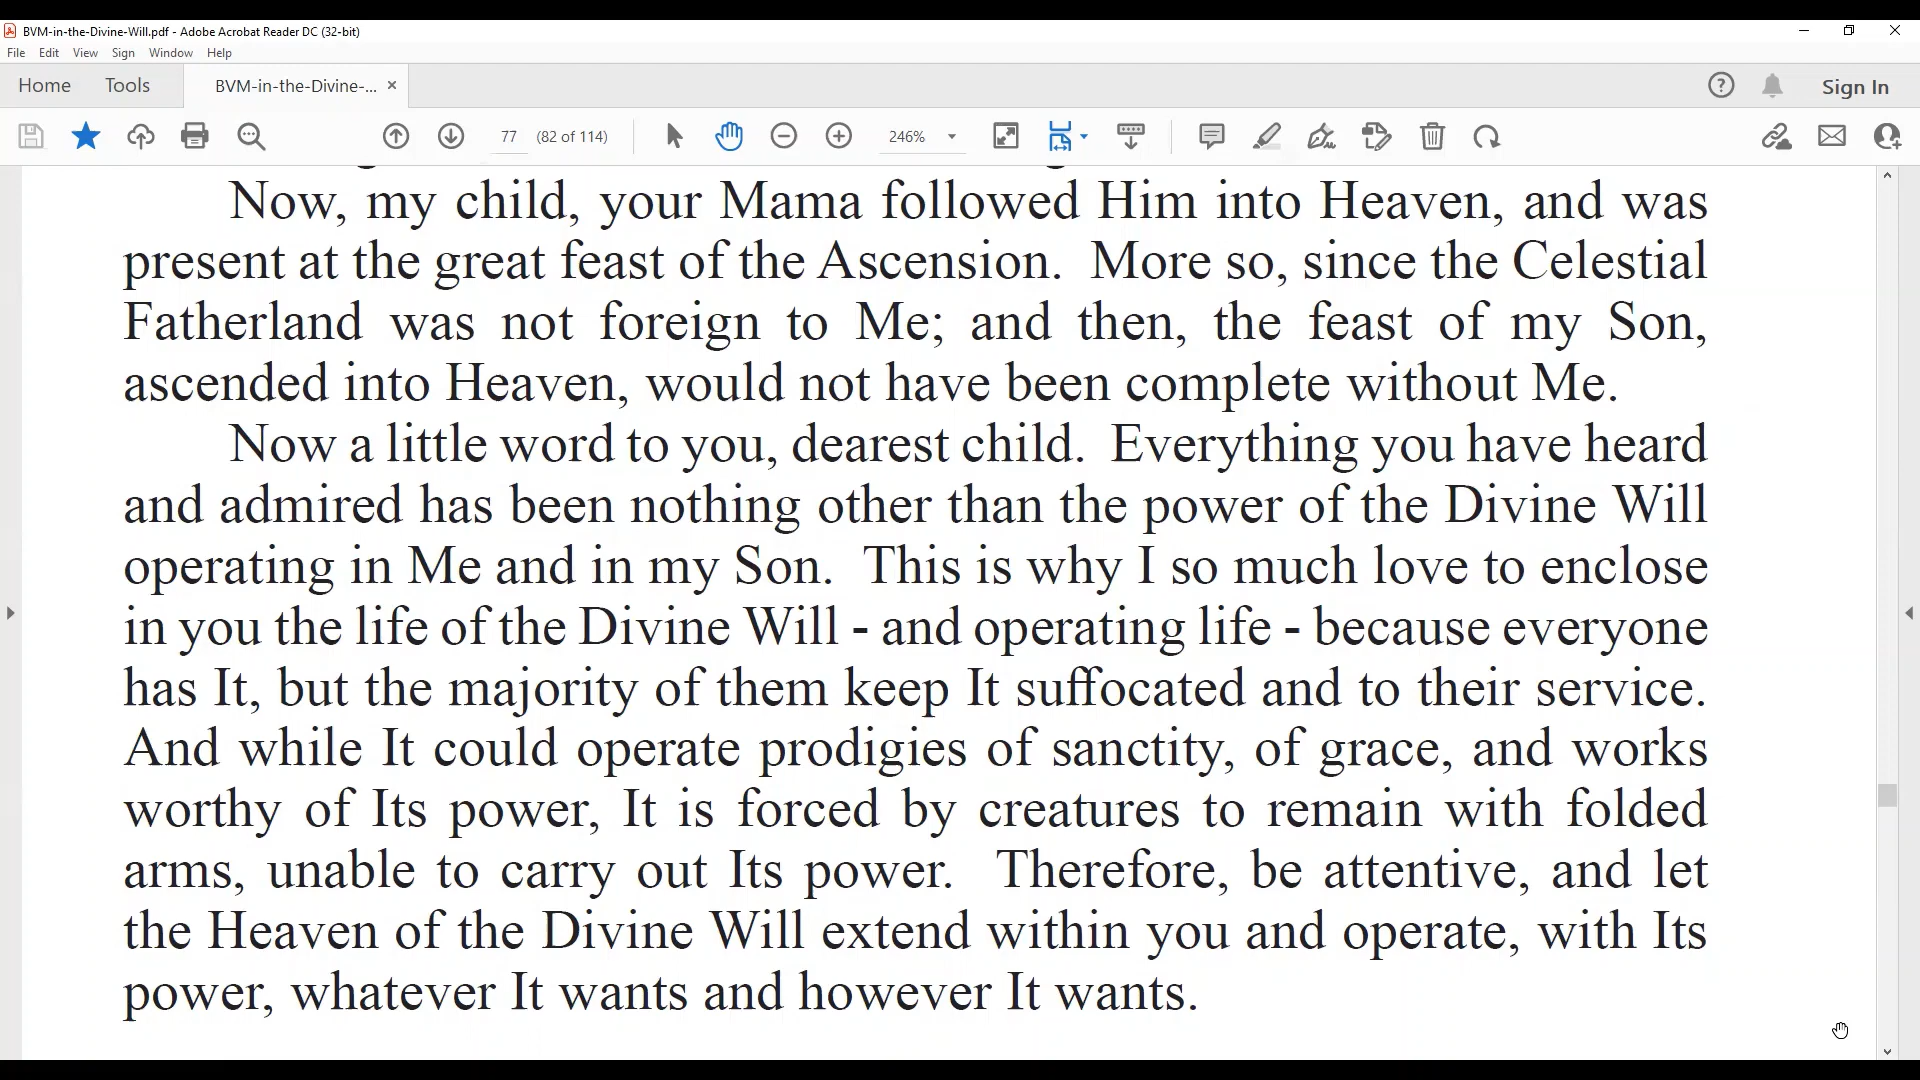 BVM-in-the-Divine-Will.pdf - Adobe Acrobat Reader DC (32-bit)
File Edit View Sign Window Help
Home Tools BVM-in-the-Divine-... × Sign In
77 (82 of 114) 246%
Now, my child, your Mama followed Him into Heaven, and was
present at the great feast of the Ascension. More so, since the Celestial
Fatherland was not foreign to Me; and then, the feast of my Son,
ascended into Heaven, would not have been complete without Me.
Now a little word to you, dearest child. Everything you have heard
and admired has been nothing other than the power of the Divine Will
operating in Me and in my Son. This is why I so much love to enclose
in you the life of the Divine Will - and operating life - because everyone
has It, but the majority of them keep It suffocated and to their service.
And while It could operate prodigies of sanctity, of grace, and works
worthy of Its power, It is forced by creatures to remain with folded
arms, unable to carry out Its power. Therefore, be attentive, and let
the Heaven of the Divine Will extend within you and operate, with Its
power, whatever It wants and however It wants.